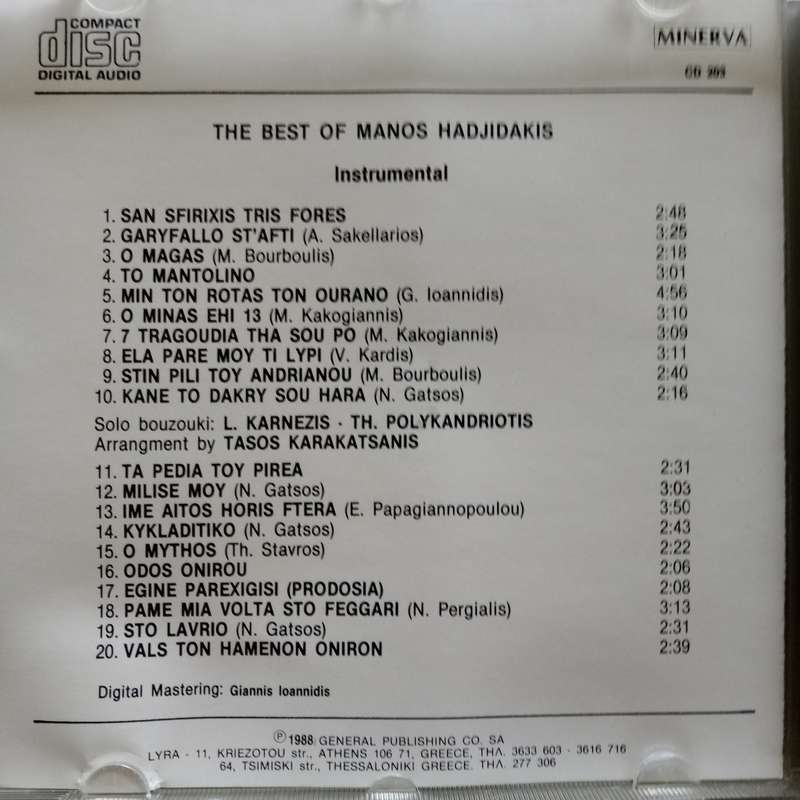 COMPACT
disc
DIGITAL AUDIO
MINERVA
CD
THE BEST OF MANOS HADJIDAKIS
Instrumental
1. SAN SFIRIXIS TRIS FORES 2:48
2. GARYFALLO ST'AFTI (A. Sakellarios) 3:25
3. O MAGAS (M. Bourboulis) 2:18
4. TO MANTOLINO 3:01
5. MIN TON ROTAS TON OURANO (G. Ioannidis) 4:56
6. O MINAS EHI 13 (M. Kakogiannis) 3:10
7. 7 TRAGOUDIA THA SOU PO (M. Kakogiannis) 3:09
8. ELA PARE MOY TI LYPI (V. Kardis) 3:11
9. STIN PILI TOY ANDRIANOU (M. Bourboulis) 2:40
10. KANE TO DAKRY SOU HARA (N. Gatsos) 2:16
Solo bouzouki: L. KARNEZIS · TH. POLYKANDRIOTIS
Arrangment by TASOS KARAKATSANIS
11. TA PEDIA TOY PIREA 2:31
12. MILISE MOY (N. Gatsos) 3:03
13. IME AITOS HORIS FTERA (E. Papagiannopoulou) 3:50
14. KYKLADITIKO (N. Gatsos) 2:43
15. O MYTHOS (Th. Stavros) 2:22
16. ODOS ONIROU 2:06
17. EGINE PAREXIGISI (PRODOSIA) 2:08
18. PAME MIA VOLTA STO FEGGARI (N. Pergialis) 3:13
19. STO LAVRIO (N. Gatsos) 2:31
20. VALS TON HAMENON ONIRON 2:39
Digital Mastering: Giannis Ioannidis
℗ 1988 GENERAL PUBLISHING CO. SA
LYRA - 11, KRIEZOTOU str., ATHENS 106 71, GREECE, ΤΗΛ. 3633 603 - 3616 716
64, TSIMISKI str., THESSALONIKI GREECE. ΤΗΛ. 277 306